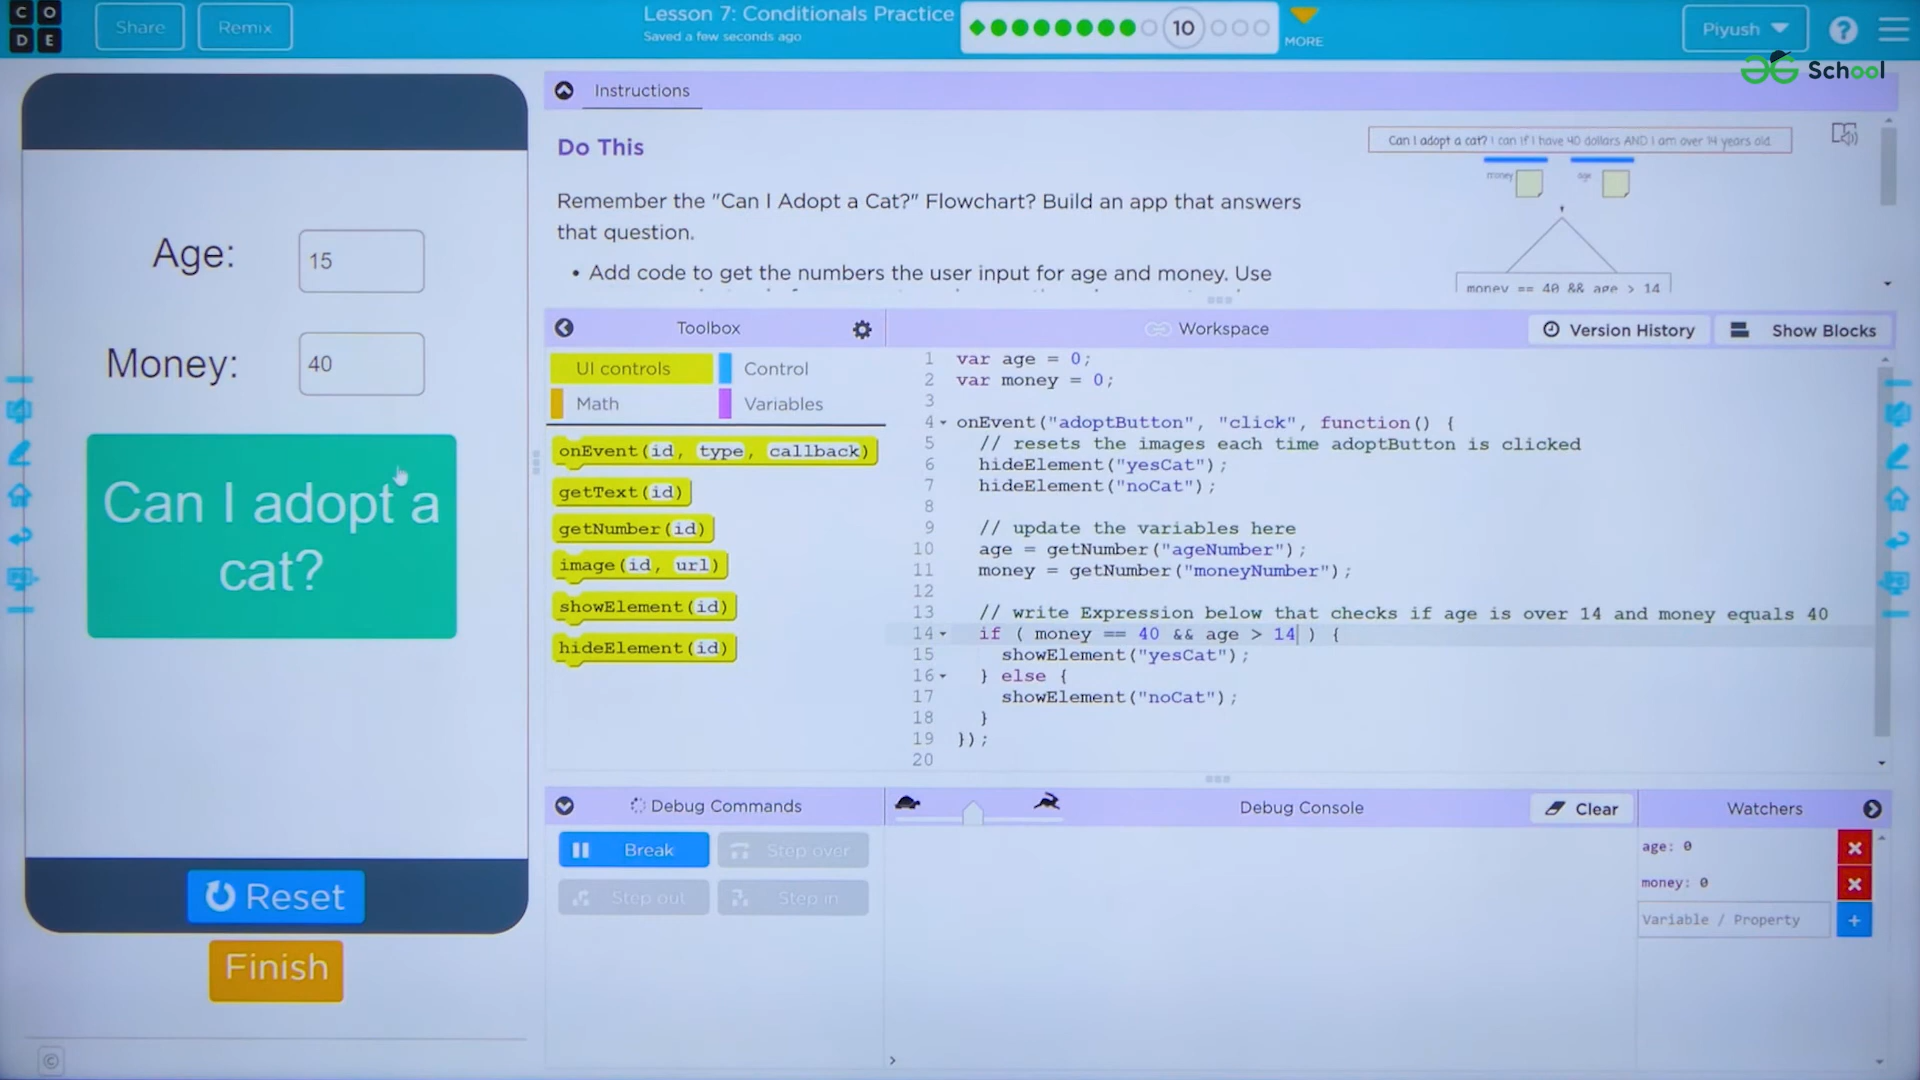 C O
D E
Share
Remix
Lesson 7: Conditionals Practice
Saved a few seconds ago
10
MORE
Piyush
?
School
Instructions
Do This
Remember the "Can I Adopt a Cat?" Flowchart? Build an app that answers
that question.
• Add code to get the numbers the user input for age and money. Use
Can I adopt a cat? I can if I have 40 dollars AND I am over 14 years old
money
age
money == 40 && age > 14
Age:
15
Money:
40
Can I adopt a
cat?
Reset
Finish
©
Toolbox
UI controls
Control
Math
Variables
onEvent(id, type, callback)
getText(id)
getNumber(id)
image(id, url)
showElement(id)
hideElement(id)
Workspace
Version History
Show Blocks
1 var age = 0;
2 var money = 0;
3
4 onEvent("adoptButton", "click", function() {
5 // resets the images each time adoptButton is clicked
6 hideElement("yesCat");
7 hideElement("noCat");
8
9 // update the variables here
10 age = getNumber("ageNumber");
11 money = getNumber("moneyNumber");
12
13 // write Expression below that checks if age is over 14 and money equals 40
14 if ( money == 40 && age > 14 ) {
15 showElement("yesCat");
16 } else {
17 showElement("noCat");
18 }
19 });
20
Debug Commands
Break
Step over
Step out
Step in
Debug Console
Clear
Watchers
age: 0
money: 0
Variable / Property
+
>